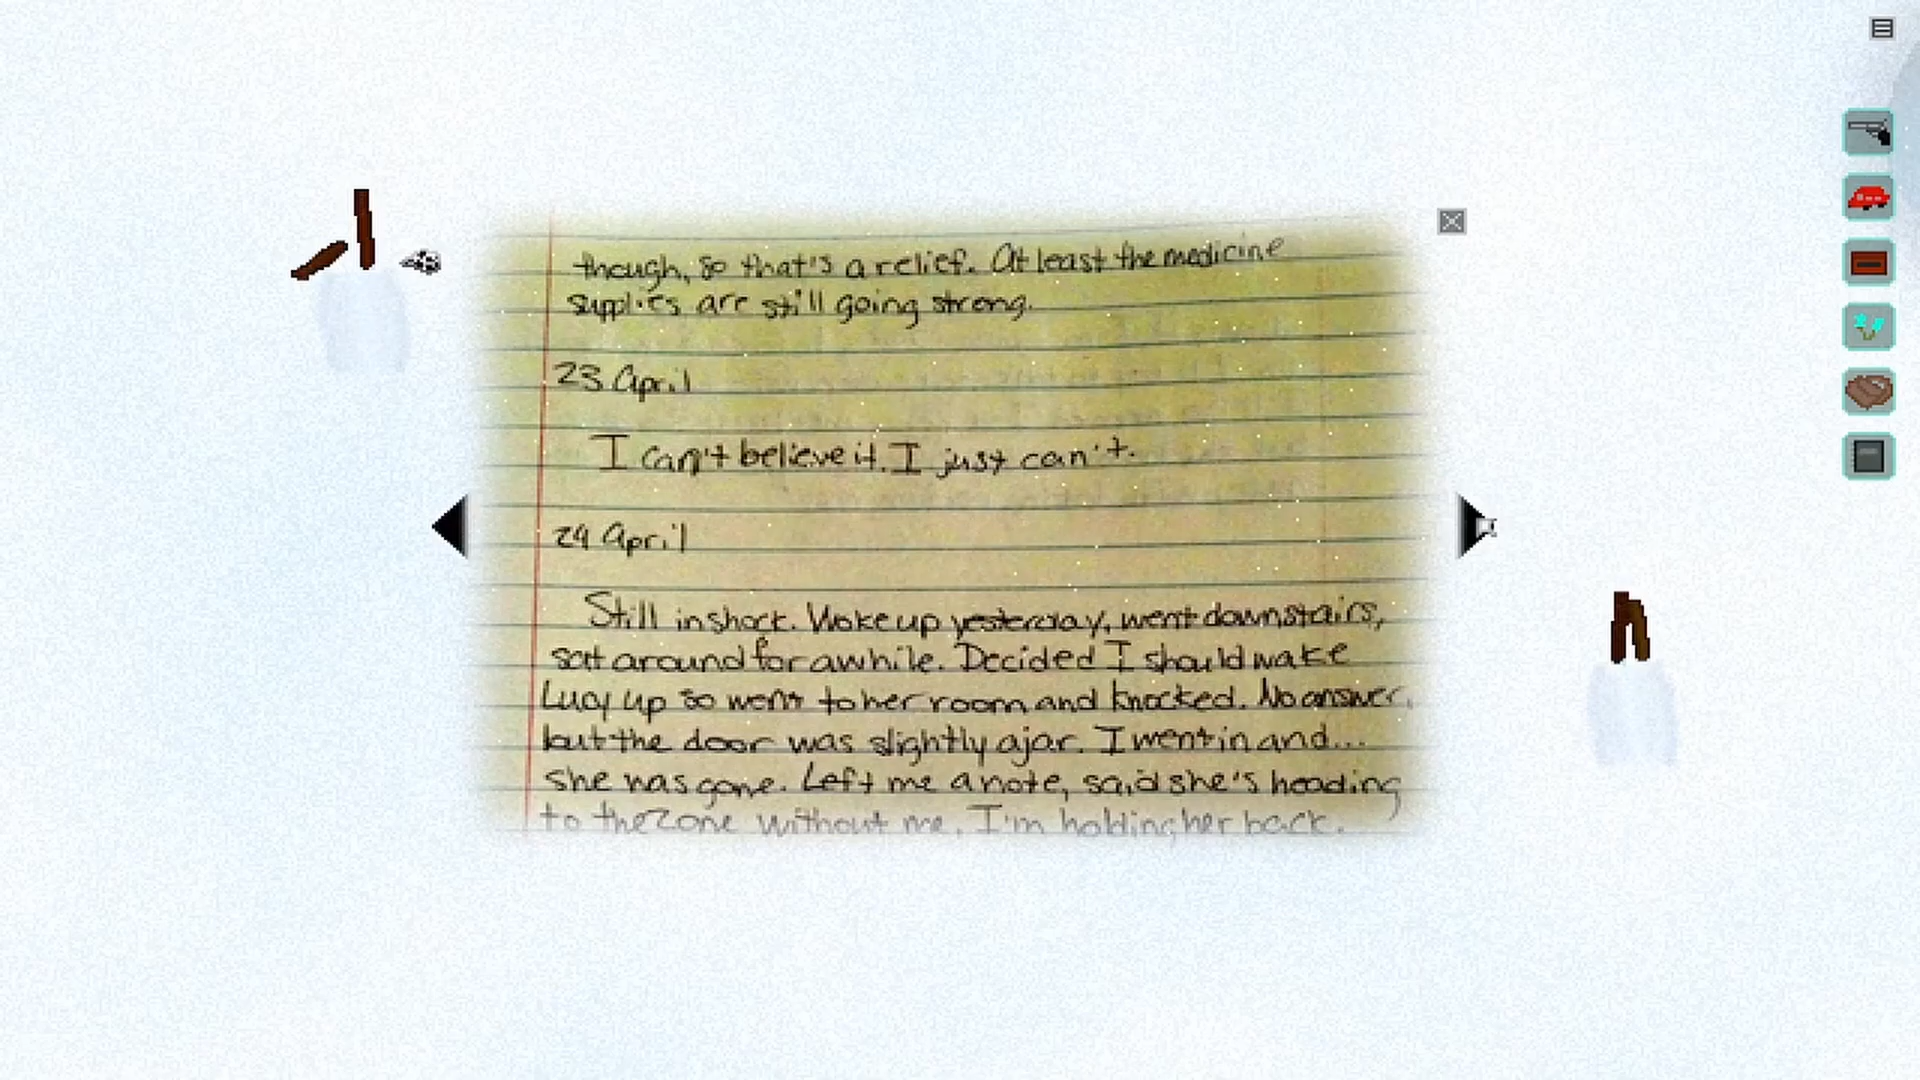 though, so that's a relief. At least the medicine
supplies are still going strong.
23 April
I can't believe it. I just can't.
24 April
Still in shock. Woke up yesterday, went downstairs,
sat around for awhile. Decided I should wake
Lucy up so went to her room and knocked. No answer,
but the door was slightly ajar. I went in and...
she was gone. Left me a note, said she's heading
to the Zone without me. I'm holding her back.